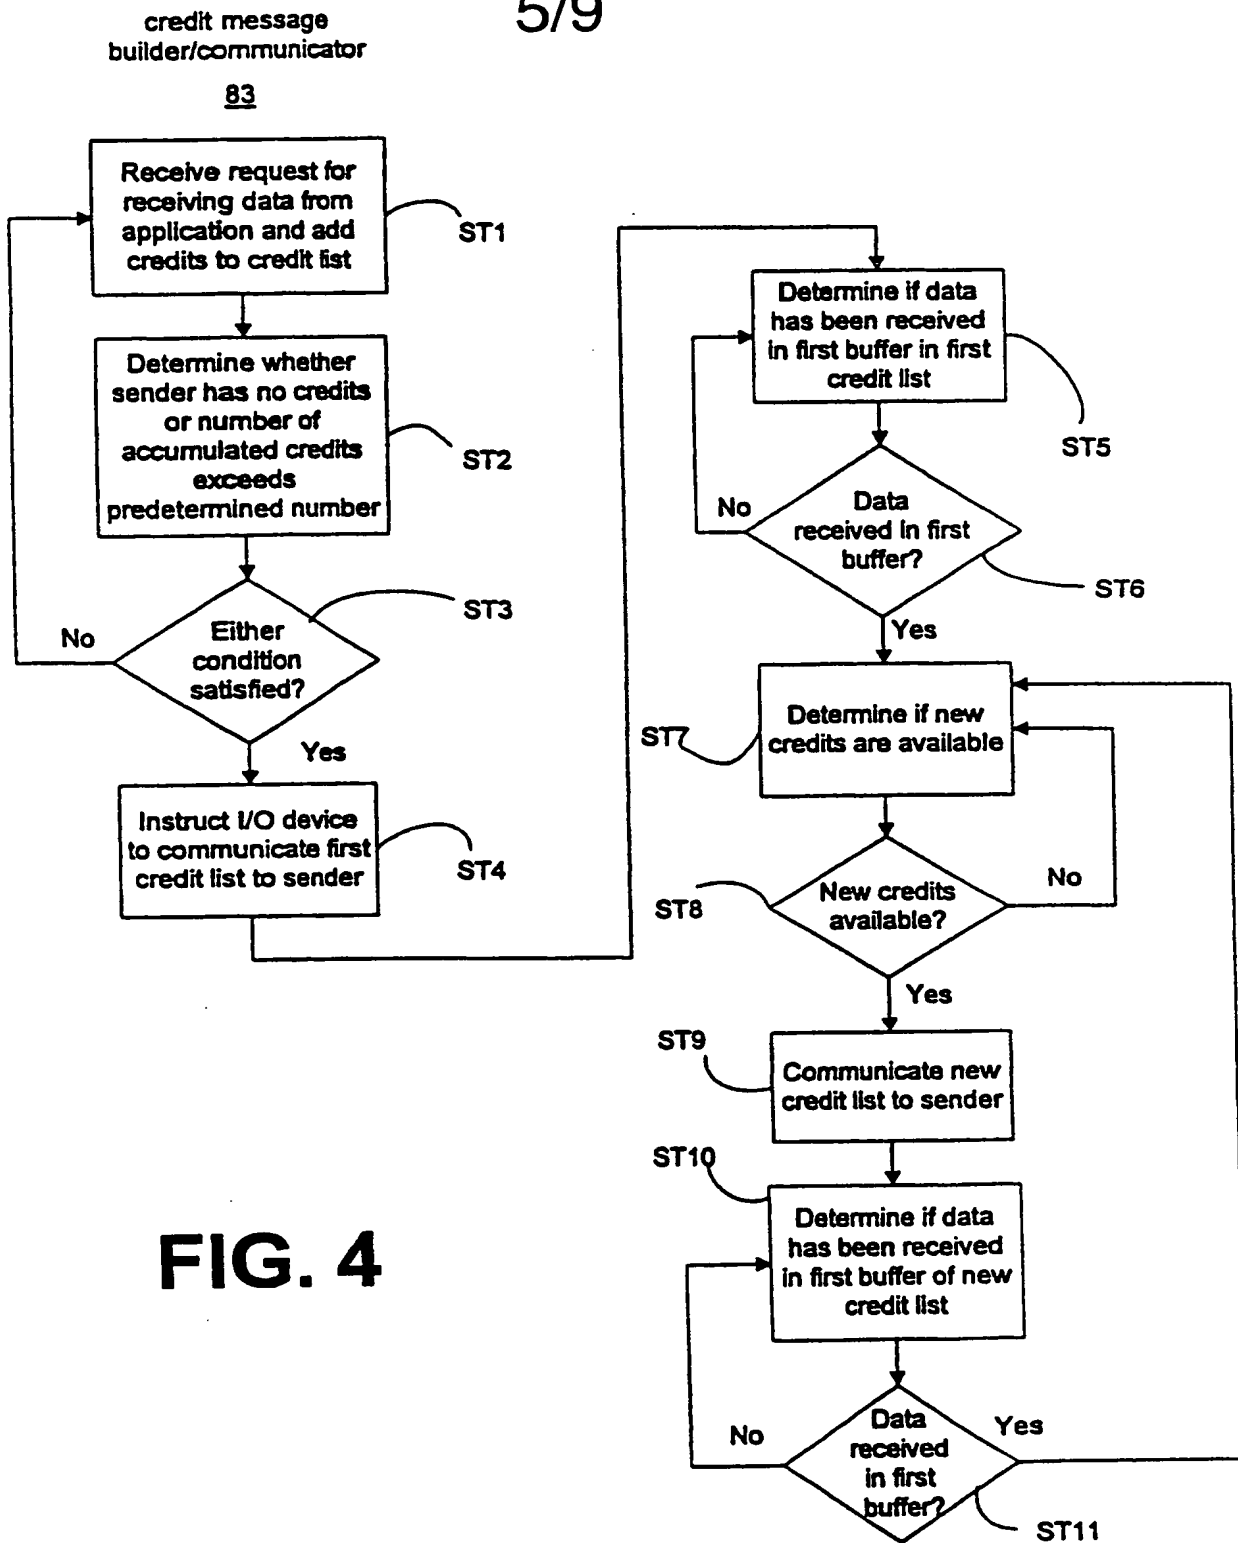 5/9
credit message
builder/communicator
83
Receive request for
receiving data from
application and add
credits to credit list
ST1
Determine whether
sender has no credits
or number of
accumulated credits
exceeds
predetermined number
ST2
Either
condition
satisfied?
ST3
No
Yes
Instruct I/O device
to communicate first
credit list to sender
ST4
Determine if data
has been received
in first buffer in first
credit list
ST5
Data
received in first
buffer?
No
ST6
Yes
Determine if new
credits are available
ST7
New credits
available?
ST8
No
Yes
Communicate new
credit list to sender
ST9
ST10
Determine if data
has been received
in first buffer of new
credit list
Data
received
in first
buffer?
No
Yes
ST11
FIG. 4